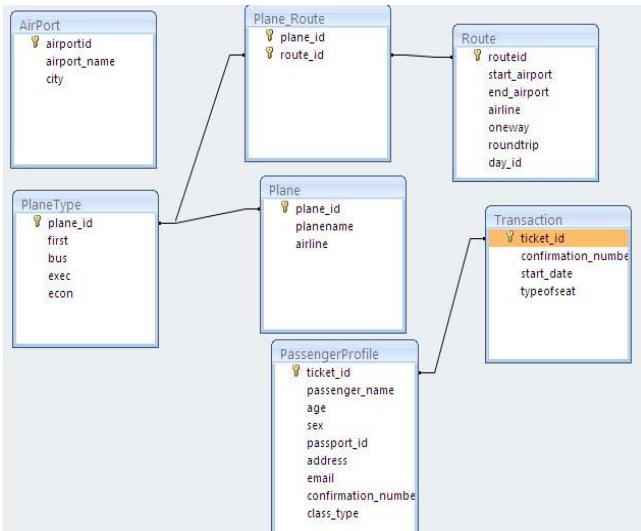 AirPort
airportid
airport_name
city
Plane_Route
plane_id
route_id
Route
routeid
start_airport
end_airport
airline
oneway
roundtrip
day_id
PlaneType
plane_id
first
bus
exec
econ
Plane
plane_id
planename
airline
Transaction
ticket_id
confirmation_numbe
start_date
typeofseat
PassengerProfile
ticket_id
passenger_name
age
sex
passport_id
address
email
confirmation_numbe
class_type